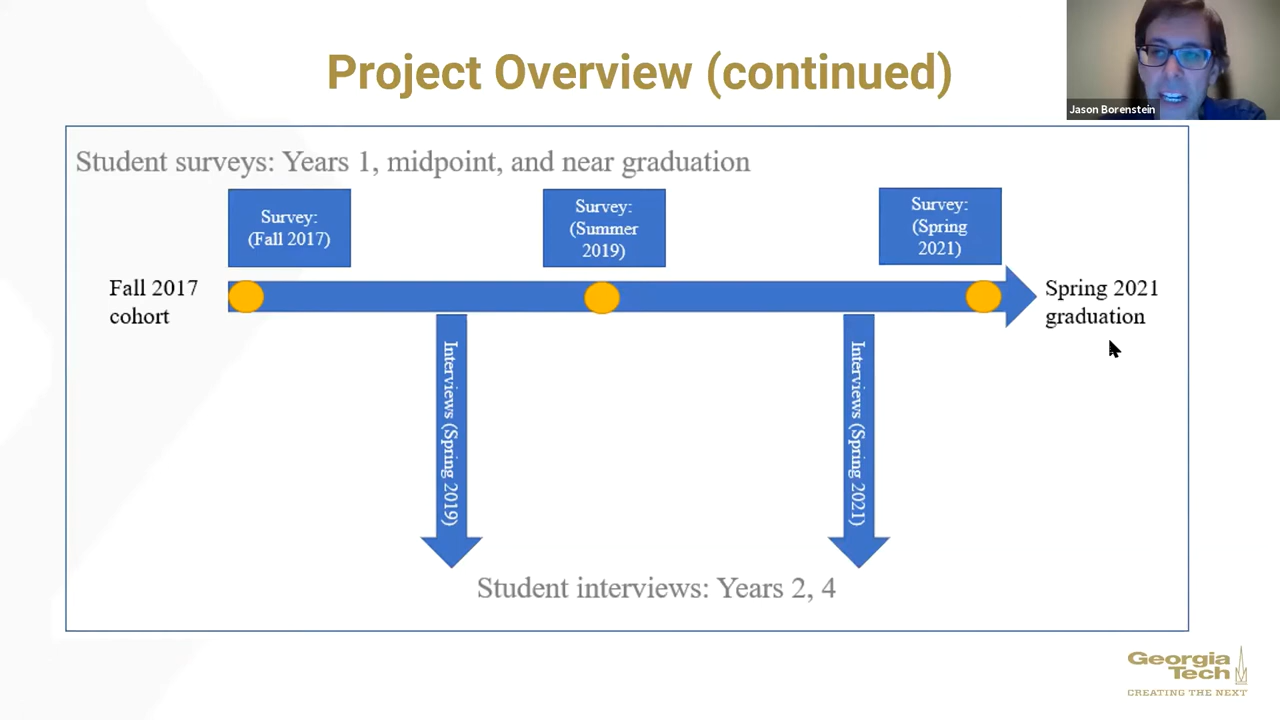 Project Overview (continued)
Jason Borenstein
Student surveys: Years 1, midpoint, and near graduation
Survey:
(Fall 2017)
Survey:
(Summer
2019)
Survey:
(Spring
2021)
Fall 2017
cohort
Spring 2021
graduation
Interviews (Spring 2019)
Interviews (Spring 2021)
Student interviews: Years 2, 4
Georgia
Tech
CREATING THE NEXT